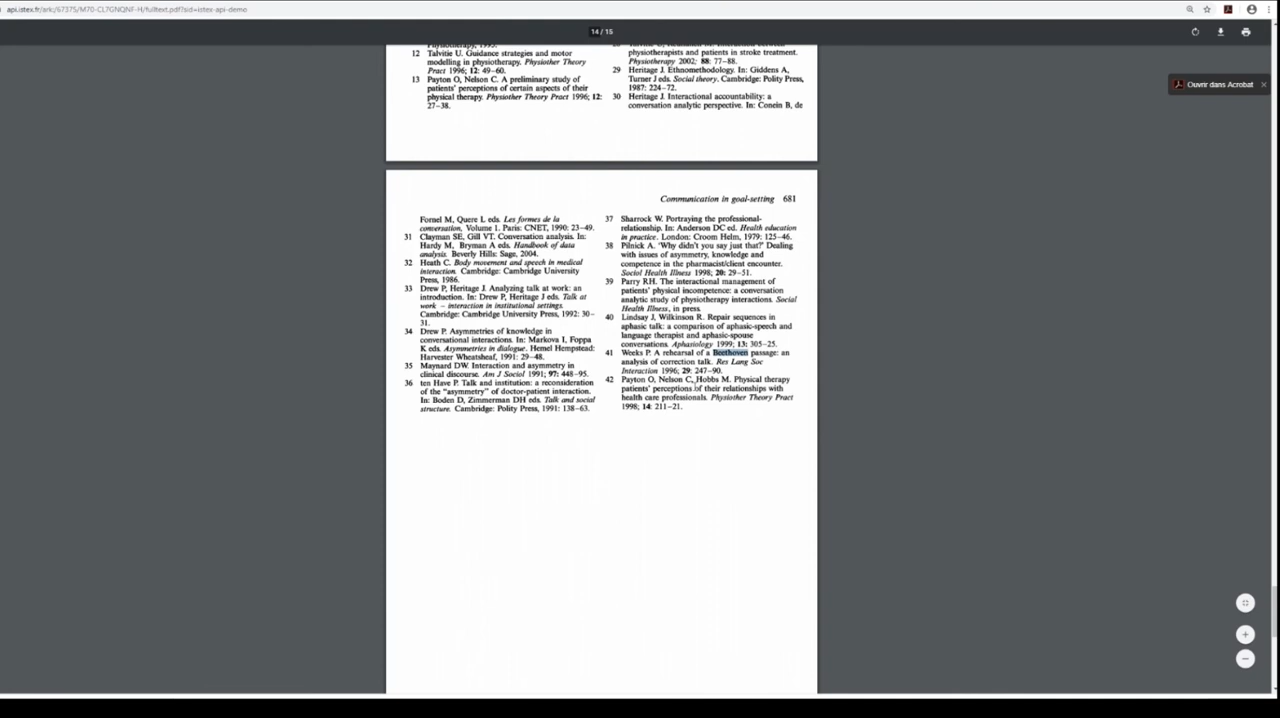 api.istex.fr/ark:/67375/M70-CL7GNQNF-H/fulltext.pdf?sid=istex-api-demo
14 / 15
Ouvrir dans Acrobat
12 Talvitie U. Guidance strategies and motor
modelling in physiotherapy. Physiother Theory
Pract 1996; 12: 49–60.
13 Payton O, Nelson C. A preliminary study of
patients' perceptions of certain aspects of their
physical therapy. Physiother Theory Pract 1996; 12:
27–38.
physiotherapists and patients in stroke treatment.
Physiotherapy 2002; 88: 77–88.
29 Heritage J. Ethnomethodology. In: Giddens A,
Turner J eds. Social theory. Cambridge: Polity Press,
1987: 224–72.
30 Heritage J. Interactional accountability: a
conversation analytic perspective. In: Conein B, de
Communication in goal-setting 681
Fornel M, Quere L eds. Les formes de la
conversation, Volume 1. Paris: CNET, 1990: 23–49.
31 Clayman SE, Gill VT. Conversation analysis. In:
Hardy M, Bryman A eds. Handbook of data
analysis. Beverly Hills: Sage, 2004.
32 Heath C. Body movement and speech in medical
interaction. Cambridge: Cambridge University
Press, 1986.
33 Drew P, Heritage J. Analyzing talk at work: an
introduction. In: Drew P, Heritage J eds. Talk at
work – interaction in institutional settings.
Cambridge: Cambridge University Press, 1992: 30–
31.
34 Drew P. Asymmetries of knowledge in
conversational interactions. In: Markova I, Foppa
K eds. Asymmetries in dialogue. Hemel Hempstead:
Harvester Wheatsheaf, 1991: 29–48.
35 Maynard DW. Interaction and asymmetry in
clinical discourse. Am J Sociol 1991; 97: 448–95.
36 ten Have P. Talk and institution: a reconsideration
of the "asymmetry" of doctor-patient interaction.
In: Boden D, Zimmerman DH eds. Talk and social
structure. Cambridge: Polity Press, 1991: 138–63.
37 Sharrock W. Portraying the professional-
relationship. In: Anderson DC ed. Health education
in practice. London: Croom Helm, 1979: 125–46.
38 Pilnick A. 'Why didn't you say just that?' Dealing
with issues of asymmetry, knowledge and
competence in the pharmacist/client encounter.
Sociol Health Illness 1998; 20: 29–51.
39 Parry RH. The interactional management of
patients' physical incompetence: a conversation
analytic study of physiotherapy interactions. Social
Health Illness, in press.
40 Lindsay J, Wilkinson R. Repair sequences in
aphasic talk: a comparison of aphasic-speech and
language therapist and aphasic-spouse
conversations. Aphasiology 1999; 13: 305–25.
41 Weeks P. A rehearsal of a Beethoven passage: an
analysis of correction talk. Res Lang Soc
Interaction 1996; 29: 247–90.
42 Payton O, Nelson C, Hobbs M. Physical therapy
patients' perceptions of their relationships with
health care professionals. Physiother Theory Pract
1998; 14: 211–21.